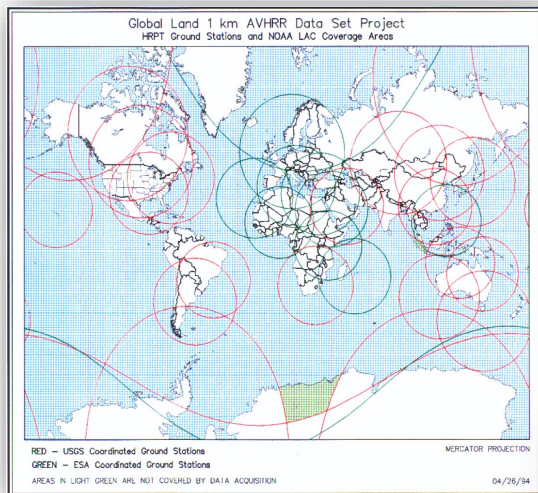 Global Land 1 km AVHRR Data Set Project
HRPT Ground Stations and NOAA LAC Coverage Areas
RED – USGS Coordinated Ground Stations
MERCATOR PROJECTION
GREEN – ESA Coordinated Ground Stations
AREAS IN LIGHT GREEN ARE NOT COVERED BY DATA ACQUISITION
04/26/94